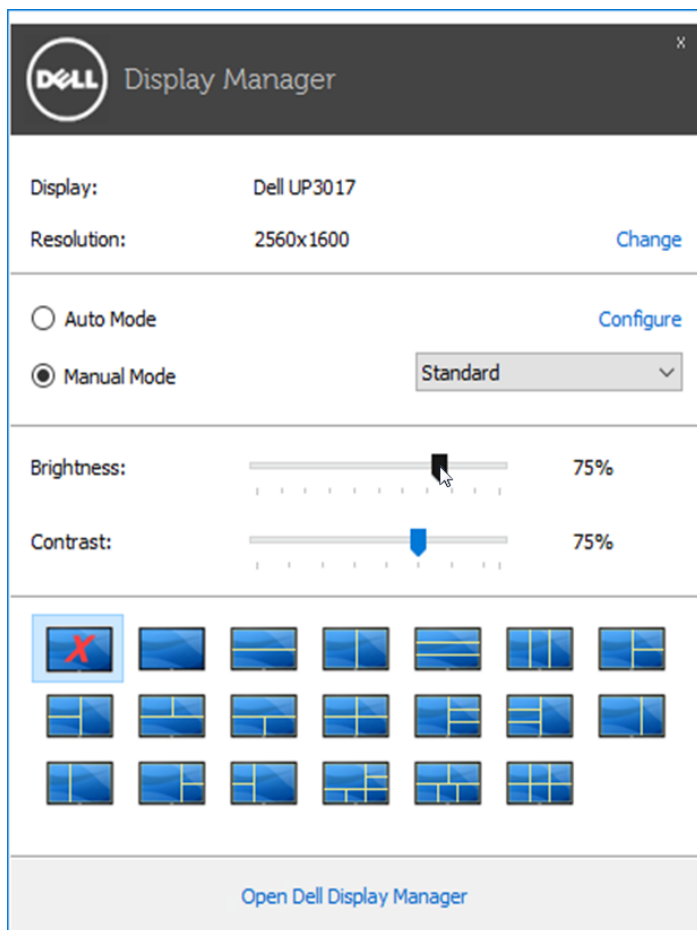 DELL Display Manager
x
Display: Dell UP3017
Resolution: 2560x1600 Change
Auto Mode Configure
Manual Mode Standard
Brightness: 75%
Contrast: 75%
Open Dell Display Manager